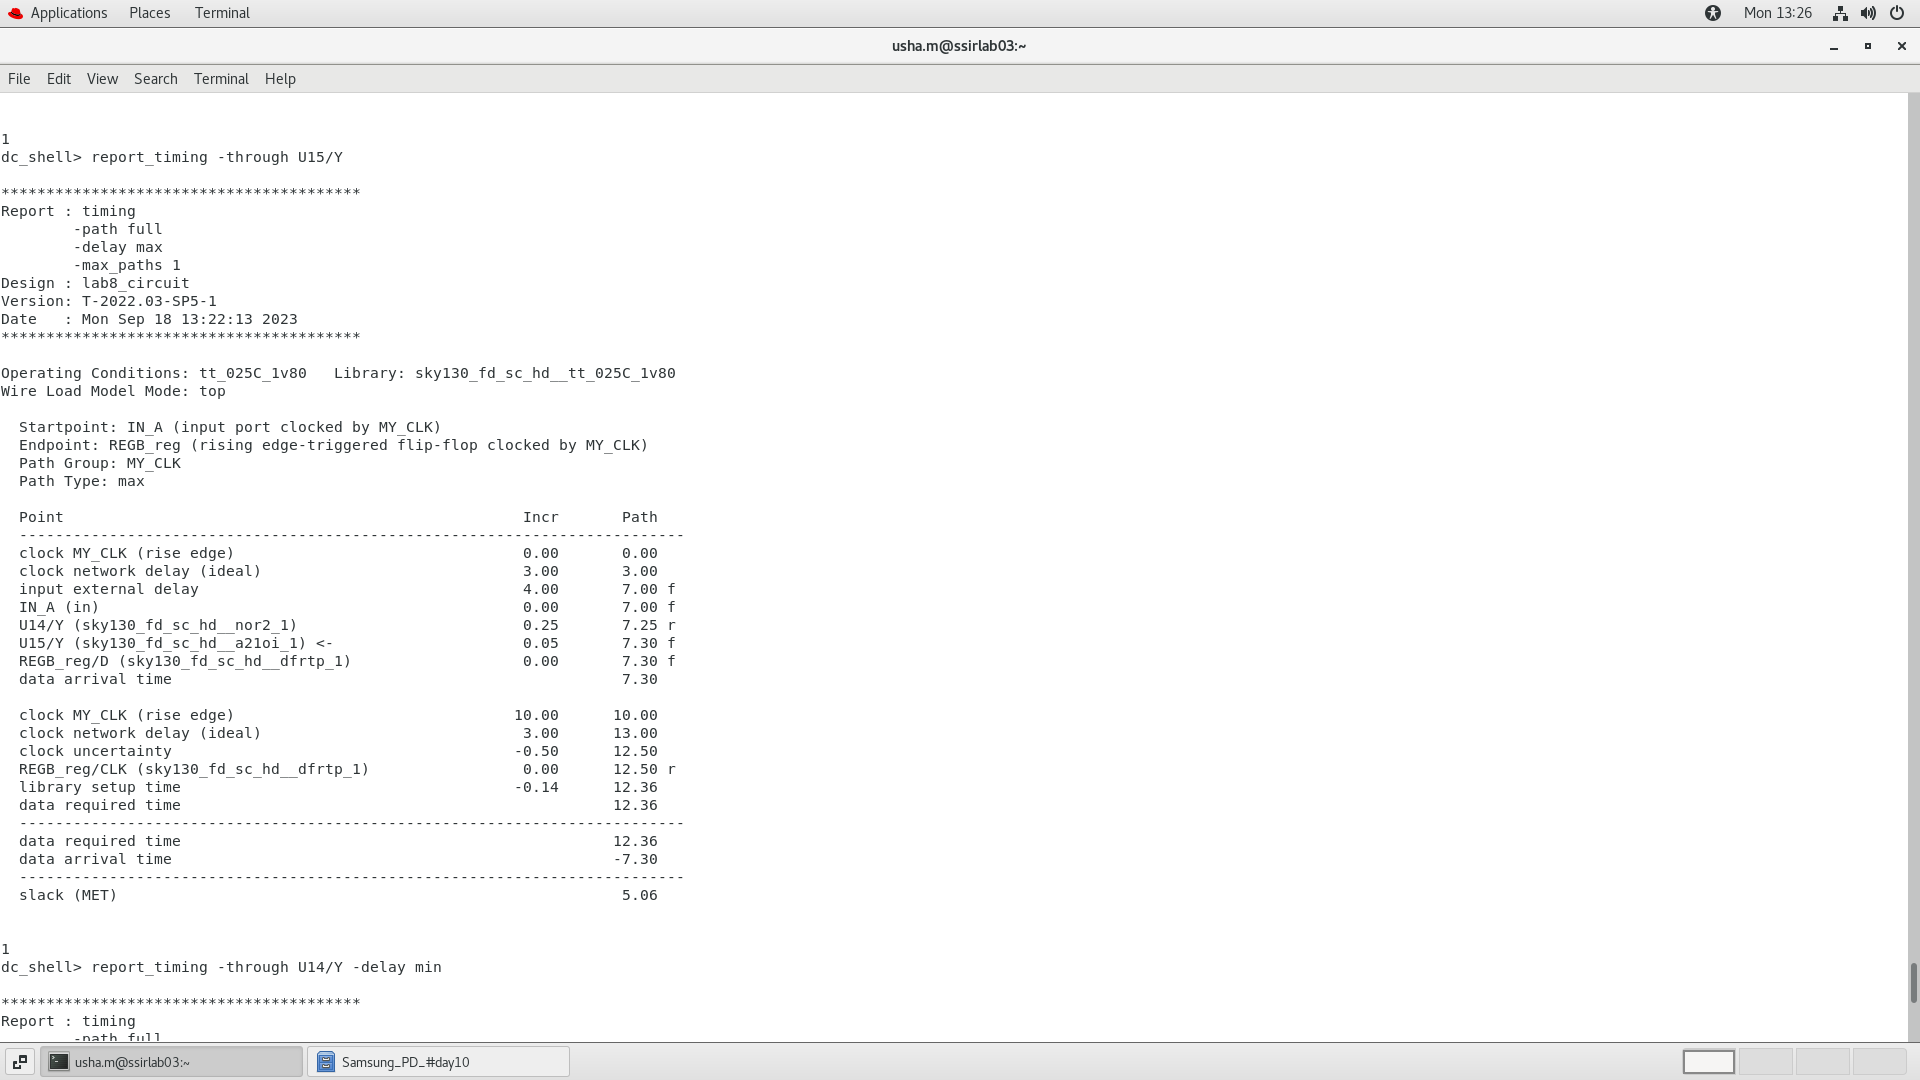 Applications Places Terminal Mon 13:26
usha.m@ssirlab03:~
File Edit View Search Terminal Help
1
dc_shell> report_timing -through U15/Y
****************************************
Report : timing
        -path full
        -delay max
        -max_paths 1
Design : lab8_circuit
Version: T-2022.03-SP5-1
Date   : Mon Sep 18 13:22:13 2023
****************************************
Operating Conditions: tt_025C_1v80   Library: sky130_fd_sc_hd__tt_025C_1v80
Wire Load Model Mode: top
  Startpoint: IN_A (input port clocked by MY_CLK)
  Endpoint: REGB_reg (rising edge-triggered flip-flop clocked by MY_CLK)
  Path Group: MY_CLK
  Path Type: max
  Point                                                   Incr       Path
  --------------------------------------------------------------------------
  clock MY_CLK (rise edge)                                0.00       0.00
  clock network delay (ideal)                             3.00       3.00
  input external delay                                    4.00       7.00 f
  IN_A (in)                                               0.00       7.00 f
  U14/Y (sky130_fd_sc_hd__nor2_1)                         0.25       7.25 r
  U15/Y (sky130_fd_sc_hd__a21oi_1) <-                     0.05       7.30 f
  REGB_reg/D (sky130_fd_sc_hd__dfrtp_1)                   0.00       7.30 f
  data arrival time                                                  7.30
  clock MY_CLK (rise edge)                               10.00      10.00
  clock network delay (ideal)                             3.00      13.00
  clock uncertainty                                      -0.50      12.50
  REGB_reg/CLK (sky130_fd_sc_hd__dfrtp_1)                 0.00      12.50 r
  library setup time                                     -0.14      12.36
  data required time                                                12.36
  --------------------------------------------------------------------------
  data required time                                                12.36
  data arrival time                                                 -7.30
  --------------------------------------------------------------------------
  slack (MET)                                                        5.06
1
dc_shell> report_timing -through U14/Y -delay min
****************************************
Report : timing
        -path full
usha.m@ssirlab03:~ Samsung_PD_#day10